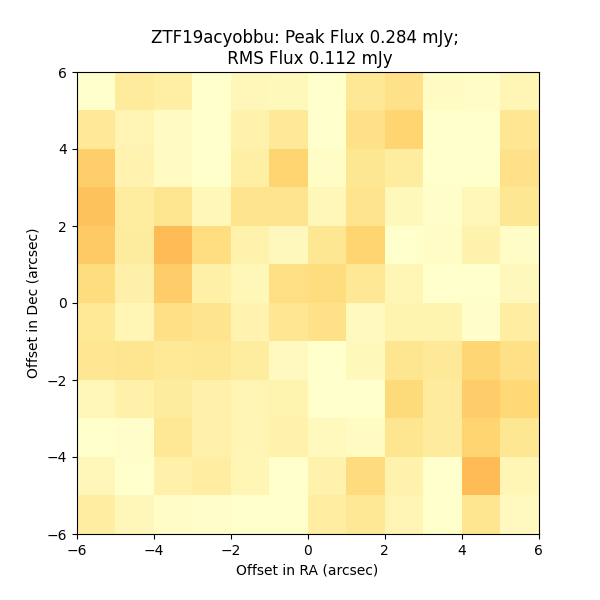 ZTF19acyobbu: Peak Flux 0.284 mJy;
RMS Flux 0.112 mJy
6
4
2
0
−2
−4
−6
Offset in Dec (arcsec)
−6 −4 −2 0 2 4 6
Offset in RA (arcsec)